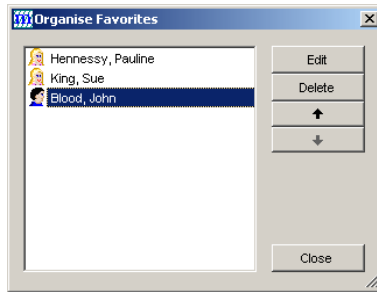 Organise Favorites
Hennessy, Pauline
King, Sue
Blood, John
Edit
Delete
Close